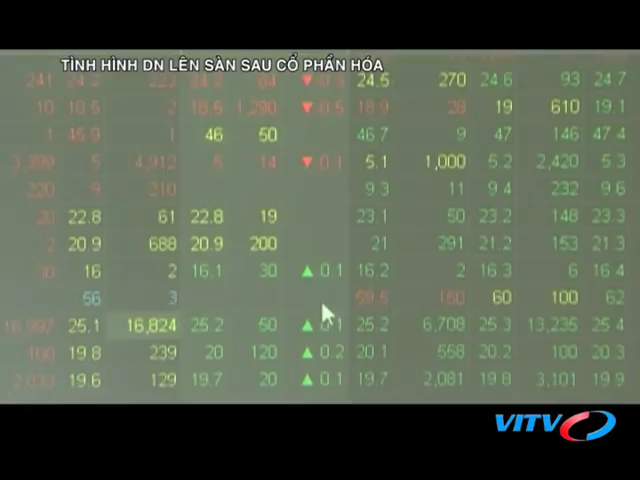 TÌNH HÌNH DN LÊN SÀN SAU CỔ PHẦN HÓA
241 24.2 223 24.2 84 ▼ 24.5 270 24.6 93 24.7
10 18.5 2 18.5 1,290 ▼ 0.5 18.9 28 19 610 19.1
1 45.9 1 46 50 46.7 9 47 146 47.4
3,399 5 4,912 5 14 ▼ 0.1 5.1 1,000 5.2 2,420 5.3
220 9 210 9.3 11 9.4 232 9.6
20 22.8 61 22.8 19 23.1 50 23.2 148 23.3
2 20.9 688 20.9 200 21 291 21.2 153 21.3
16 2 16.1 30 ▲ 0.1 16.2 2 16.3 6 16.4
56 3 59.5 150 60 100 62
25.1 16,824 25.2 50 ▲ 0.1 25.2 6,708 25.3 13,235 25.4
100 19.8 239 20 120 ▲ 0.2 20.1 558 20.2 100 20.3
2,033 19.6 129 19.7 20 ▲ 0.1 19.7 2,081 19.8 3,101 19.9
VITV